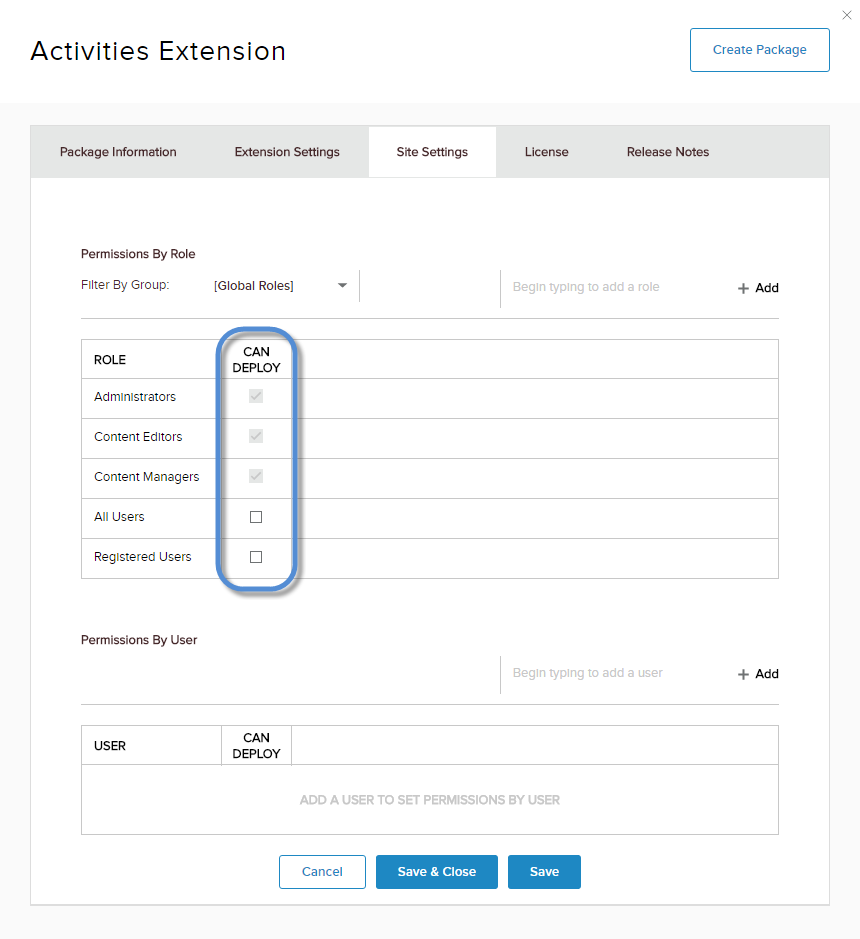 Activities Extension
Create Package
Package Information
Extension Settings
Site Settings
License
Release Notes
Permissions By Role
Filter By Group:
[Global Roles]
Begin typing to add a role
+ Add
ROLE
CAN
DEPLOY
Administrators
Content Editors
Content Managers
All Users
Registered Users
Permissions By User
Begin typing to add a user
+ Add
USER
CAN
DEPLOY
ADD A USER TO SET PERMISSIONS BY USER
Cancel
Save & Close
Save